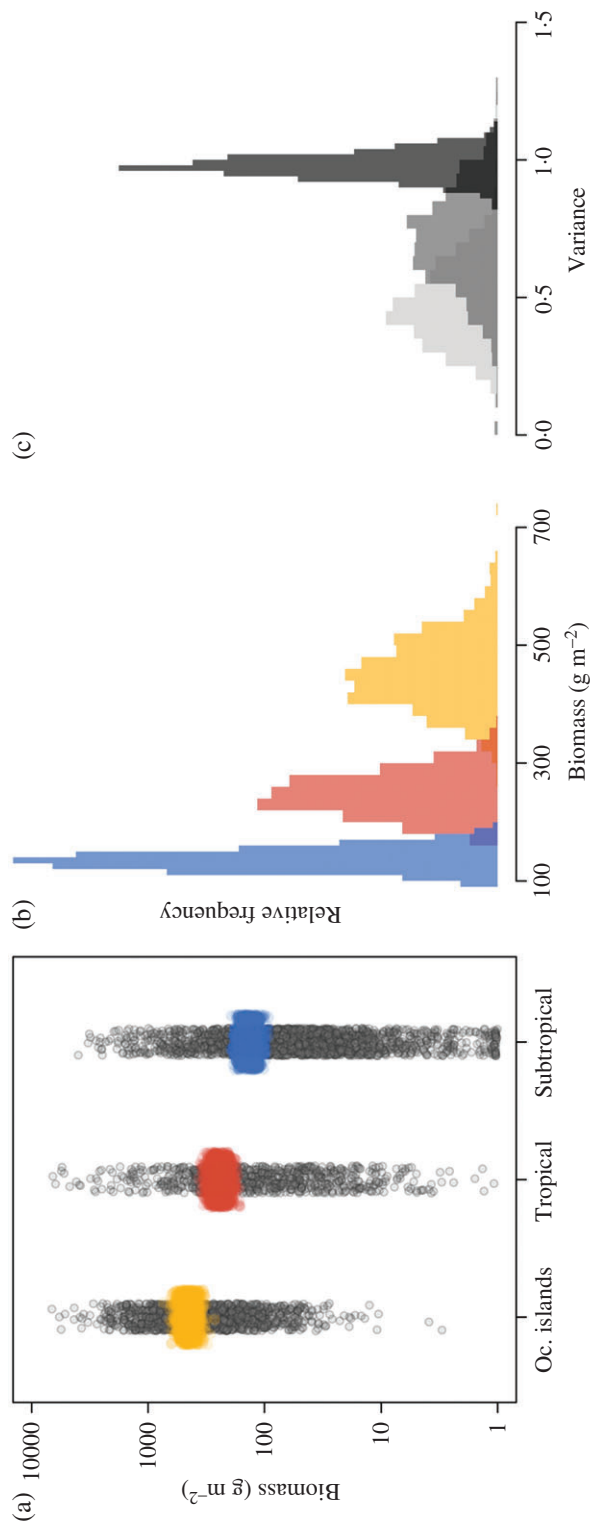 (a)
10000
1000
100
10
1
Biomass (g m–2)
Oc. islands
Tropical
Subtropical
(b)
Relative frequency
100
300
500
700
Biomass (g m–2)
(c)
0·0
0·5
1·0
1·5
Variance